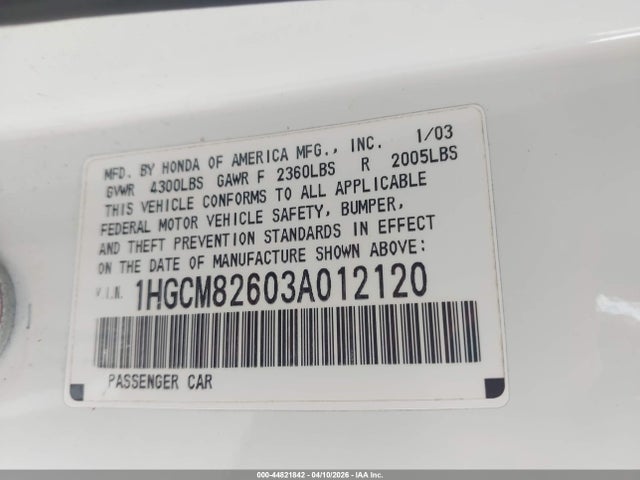 MFD. BY HONDA OF AMERICA MFG., INC. 1/03
GVWR 4300LBS GAWR F 2360LBS R 2005LBS
THIS VEHICLE CONFORMS TO ALL APPLICABLE
FEDERAL MOTOR VEHICLE SAFETY, BUMPER,
AND THEFT PREVENTION STANDARDS IN EFFECT
ON THE DATE OF MANUFACTURE SHOWN ABOVE:
V.I.N. 1HGCM82603A012120
PASSENGER CAR
000-44821842 - 04/10/2026 - IAA Inc.